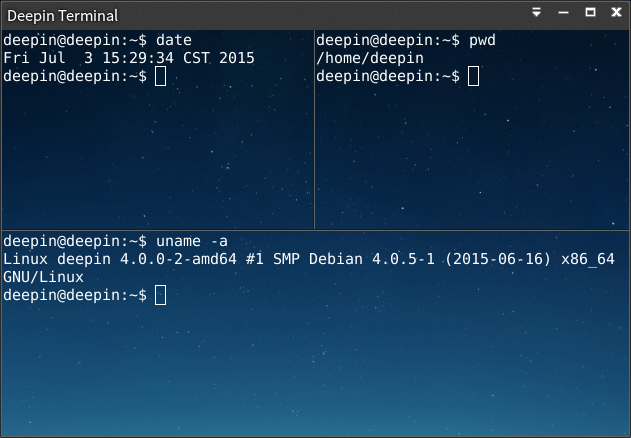 Deepin Terminal
deepin@deepin:~$ date
Fri Jul  3 15:29:34 CST 2015
deepin@deepin:~$
deepin@deepin:~$ pwd
/home/deepin
deepin@deepin:~$
deepin@deepin:~$ uname -a
Linux deepin 4.0.0-2-amd64 #1 SMP Debian 4.0.5-1 (2015-06-16) x86_64
GNU/Linux
deepin@deepin:~$